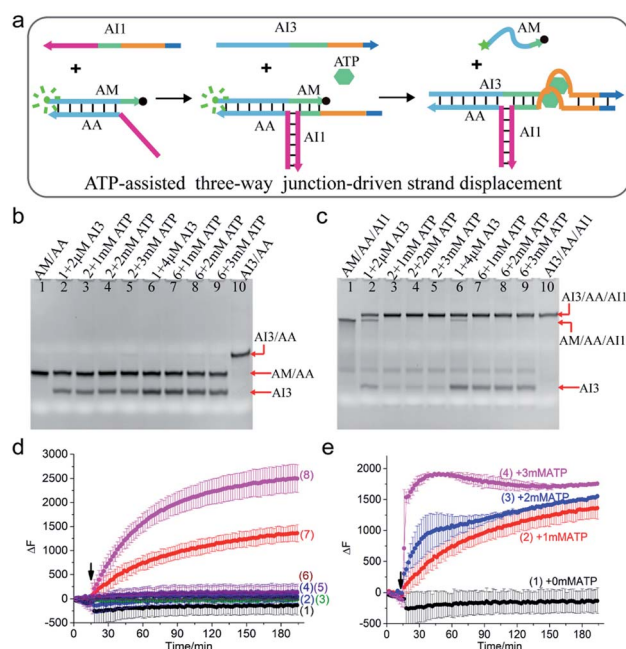 a
AI1
AI3
AM
ATP
+
+
+
AM
AM
AI3
AA
AA
AI1
AA
AI1
ATP-assisted three-way junction-driven strand displacement
b
AM/AA
1+2μM AI3
2+1mM ATP
2+2mM ATP
2+3mM ATP
1+4μM AI3
6+1mM ATP
6+2mM ATP
6+3mM ATP
AI3/AA
1 2 3 4 5 6 7 8 9 10
AI3/AA
AM/AA
AI3
c
AM/AA/AI1
1+2μM AI3
2+1mM ATP
2+2mM ATP
2+3mM ATP
1+4μM AI3
6+1mM ATP
6+2mM ATP
6+3mM ATP
AI3/AA/AI1
1 2 3 4 5 6 7 8 9 10
AI3/AA/AI1
AM/AA/AI1
AI3
d
3000
2500
2000
1500
1000
500
0
-500
ΔF
(8)
(7)
(6)
(4)(5)
(2)(3)
(1)
0 30 60 90 120 150 180
Time/min
e
2000
1500
1000
500
0
-500
ΔF
(4) +3mMATP
(3) +2mMATP
(2) +1mMATP
(1) +0mMATP
0 30 60 90 120 150 180
Time/min